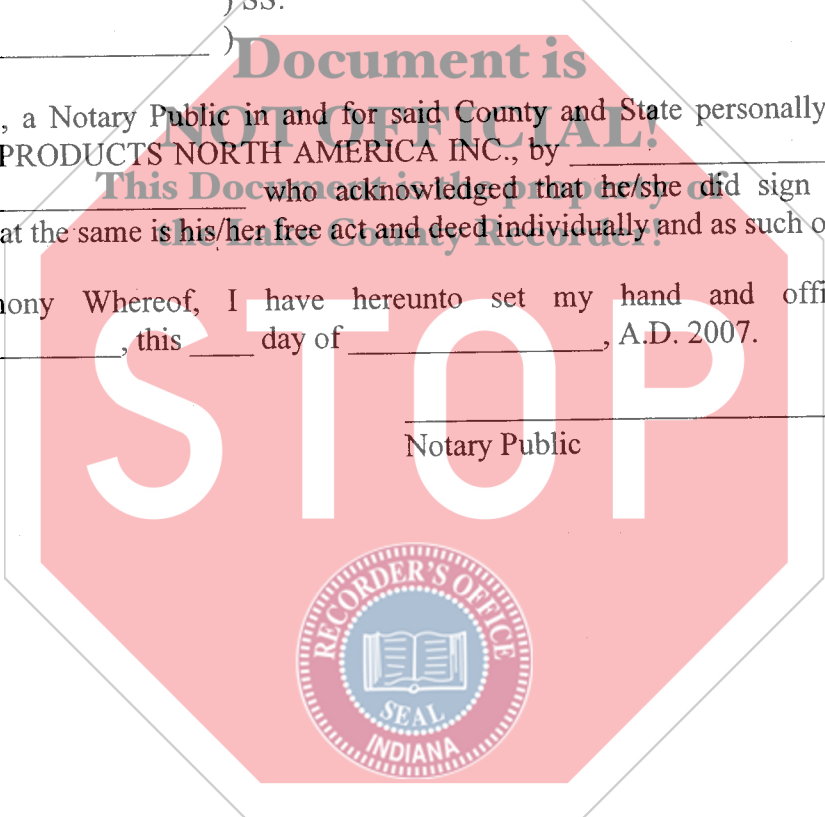 ) SS.
)
Document is
, a Notary Public in and for said County and State personally
NOT OFFICIAL!
PRODUCTS NORTH AMERICA INC., by
This Document is the property of
who acknowledged that he/she did sign
the Lake County Recorder!
at the same is his/her free act and deed individually and as such o
ony Whereof, I have hereunto set my hand and offi
, this _____ day of ____________________, A.D. 2007.
STOP
Notary Public
RECORDER'S OFFICE
SEAL
INDIANA